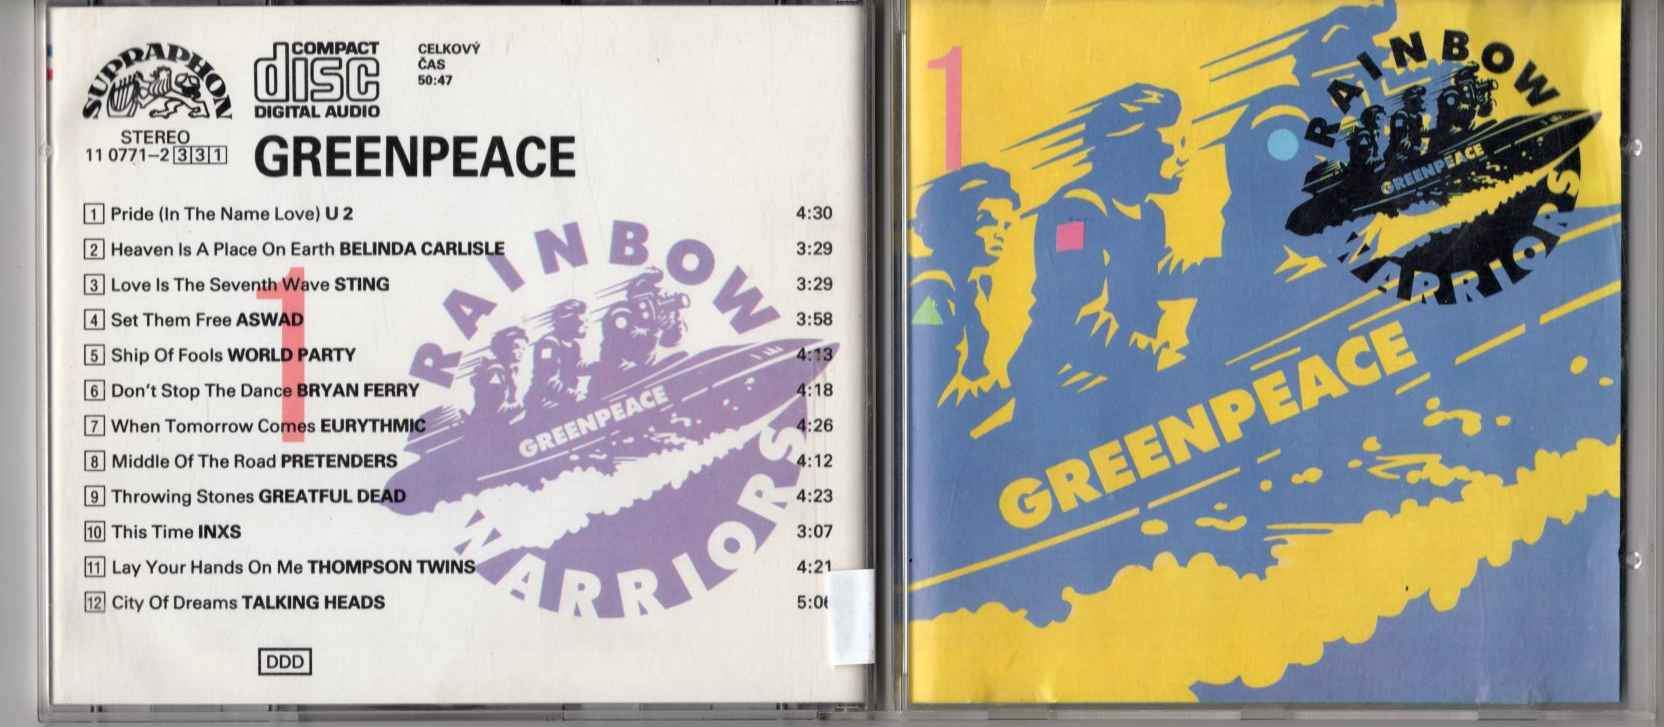 SUPRAPHON
COMPACT
disc
DIGITAL AUDIO
CELKOVÝ
ČAS
50:47
STEREO
11 0771-2 331
GREENPEACE
1 Pride (In The Name Love) U 2 4:30
2 Heaven Is A Place On Earth BELINDA CARLISLE 3:29
3 Love Is The Seventh Wave STING 3:29
4 Set Them Free ASWAD 3:58
5 Ship Of Fools WORLD PARTY 4:13
6 Don't Stop The Dance BRYAN FERRY 4:18
7 When Tomorrow Comes EURYTHMIC 4:26
8 Middle Of The Road PRETENDERS 4:12
9 Throwing Stones GREATFUL DEAD 4:23
10 This Time INXS 3:07
11 Lay Your Hands On Me THOMPSON TWINS 4:21
12 City Of Dreams TALKING HEADS 5:06
DDD
1
RAINBOW
GREENPEACE
WARRIORS
1
RAINBOW
GREENPEACE
WARRIORS
GREENPEACE